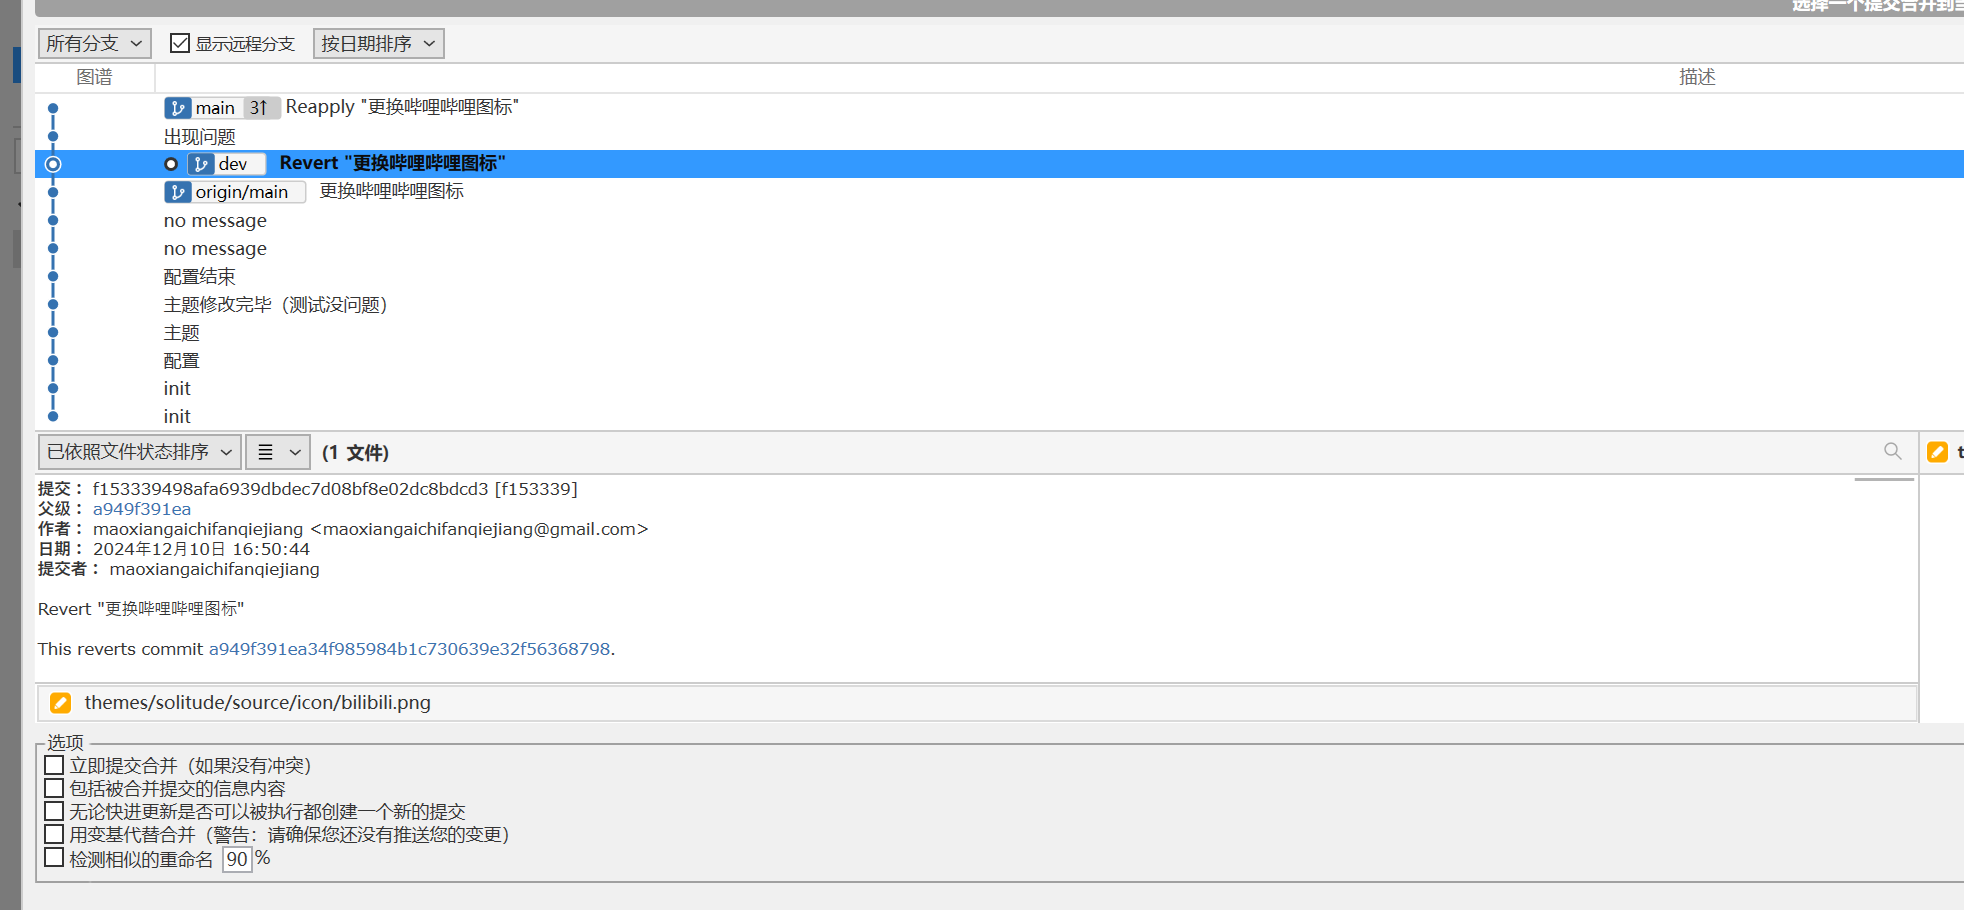 选择一个提交合并到
所有分支 显示远程分支 按日期排序
图谱 描述
main 3↑ Reapply "更换哔哩哔哩图标"
出现问题
dev Revert "更换哔哩哔哩图标"
origin/main 更换哔哩哔哩图标
no message
no message
配置结束
主题修改完毕（测试没问题）
主题
配置
init
init
已依照文件状态排序 (1 文件)
提交： f153339498afa6939dbdec7d08bf8e02dc8bdcd3 [f153339]
父级： a949f391ea
作者： maoxiangaichifanqiejiang <maoxiangaichifanqiejiang@gmail.com>
日期： 2024年12月10日 16:50:44
提交者： maoxiangaichifanqiejiang
Revert "更换哔哩哔哩图标"
This reverts commit a949f391ea34f985984b1c730639e32f56368798.
themes/solitude/source/icon/bilibili.png
选项
立即提交合并（如果没有冲突）
包括被合并提交的信息内容
无论快进更新是否可以被执行都创建一个新的提交
用变基代替合并（警告：请确保您还没有推送您的变更）
检测相似的重命名 90 %